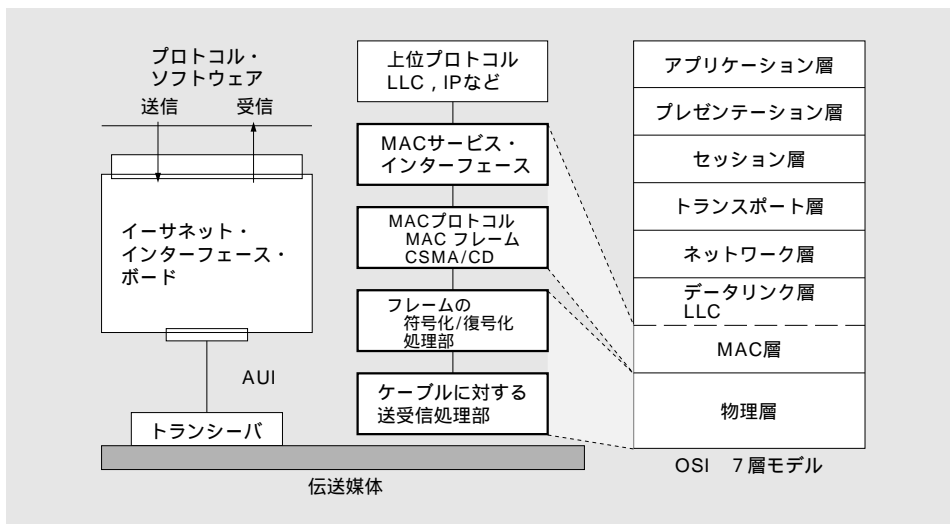 プロトコル・
ソフトウェア
送信
受信
イーサネット・
インターフェース・
ボード
AUI
トランシーバ
伝送媒体
上位プロトコル
LLC , IPなど
MACサービス・
インターフェース
MACプロトコル
MAC フレーム
CSMA/CD
フレームの
符号化/復号化
処理部
ケーブルに対する
送受信処理部
アプリケーション層
プレゼンテーション層
セッション層
トランスポート層
ネットワーク層
データリンク層
LLC
MAC層
物理層
OSI　７層モデル